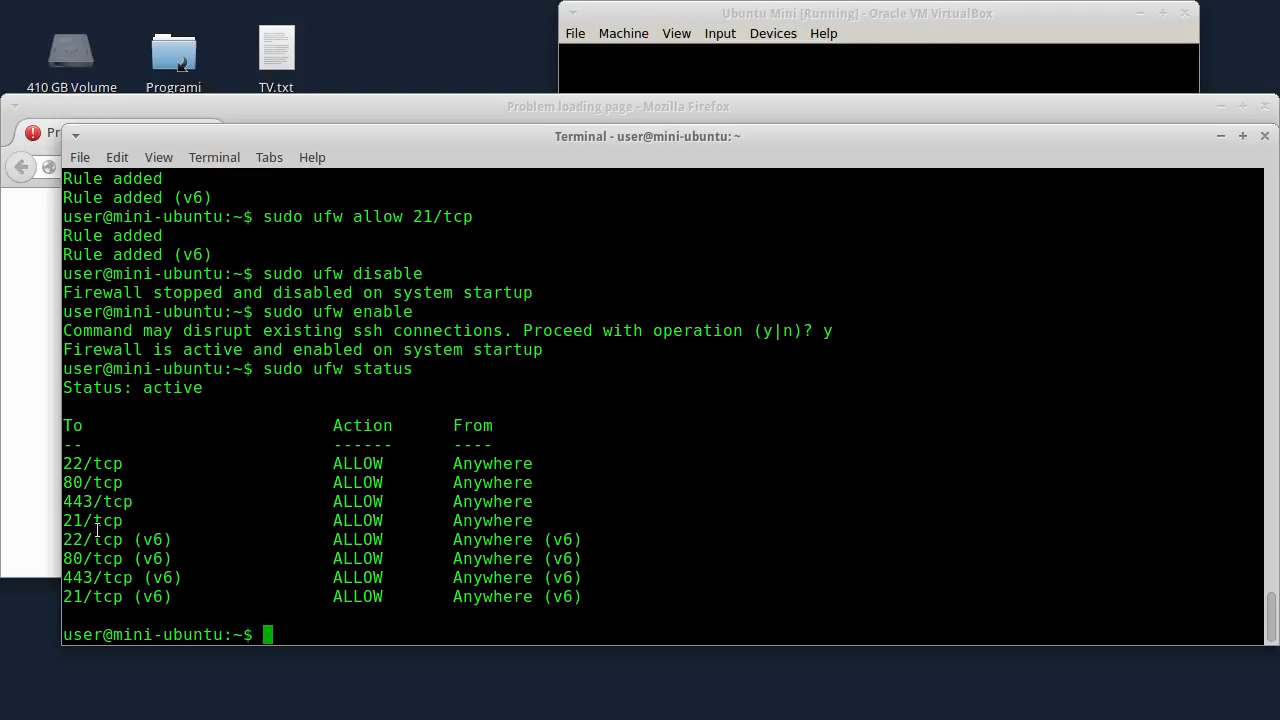 Ubuntu Mini [Running] - Oracle VM VirtualBox
File Machine View Input Devices Help
410 GB Volume
Programi
TV.txt
Problem loading page - Mozilla Firefox
Pr
Terminal - user@mini-ubuntu: ~
File Edit View Terminal Tabs Help
Rule added
Rule added (v6)
user@mini-ubuntu:~$ sudo ufw allow 21/tcp
Rule added
Rule added (v6)
user@mini-ubuntu:~$ sudo ufw disable
Firewall stopped and disabled on system startup
user@mini-ubuntu:~$ sudo ufw enable
Command may disrupt existing ssh connections. Proceed with operation (y|n)? y
Firewall is active and enabled on system startup
user@mini-ubuntu:~$ sudo ufw status
Status: active
To Action From
-- ------ ----
22/tcp ALLOW Anywhere
80/tcp ALLOW Anywhere
443/tcp ALLOW Anywhere
21/tcp ALLOW Anywhere
22/tcp (v6) ALLOW Anywhere (v6)
80/tcp (v6) ALLOW Anywhere (v6)
443/tcp (v6) ALLOW Anywhere (v6)
21/tcp (v6) ALLOW Anywhere (v6)
user@mini-ubuntu:~$